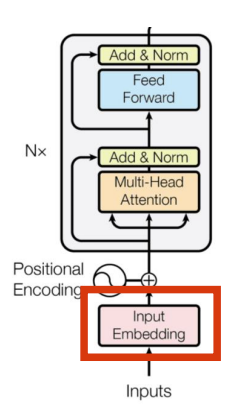 Add & Norm
Feed
Forward
Nx
Add & Norm
Multi-Head
Attention
Positional
Encoding
Input
Embedding
Inputs